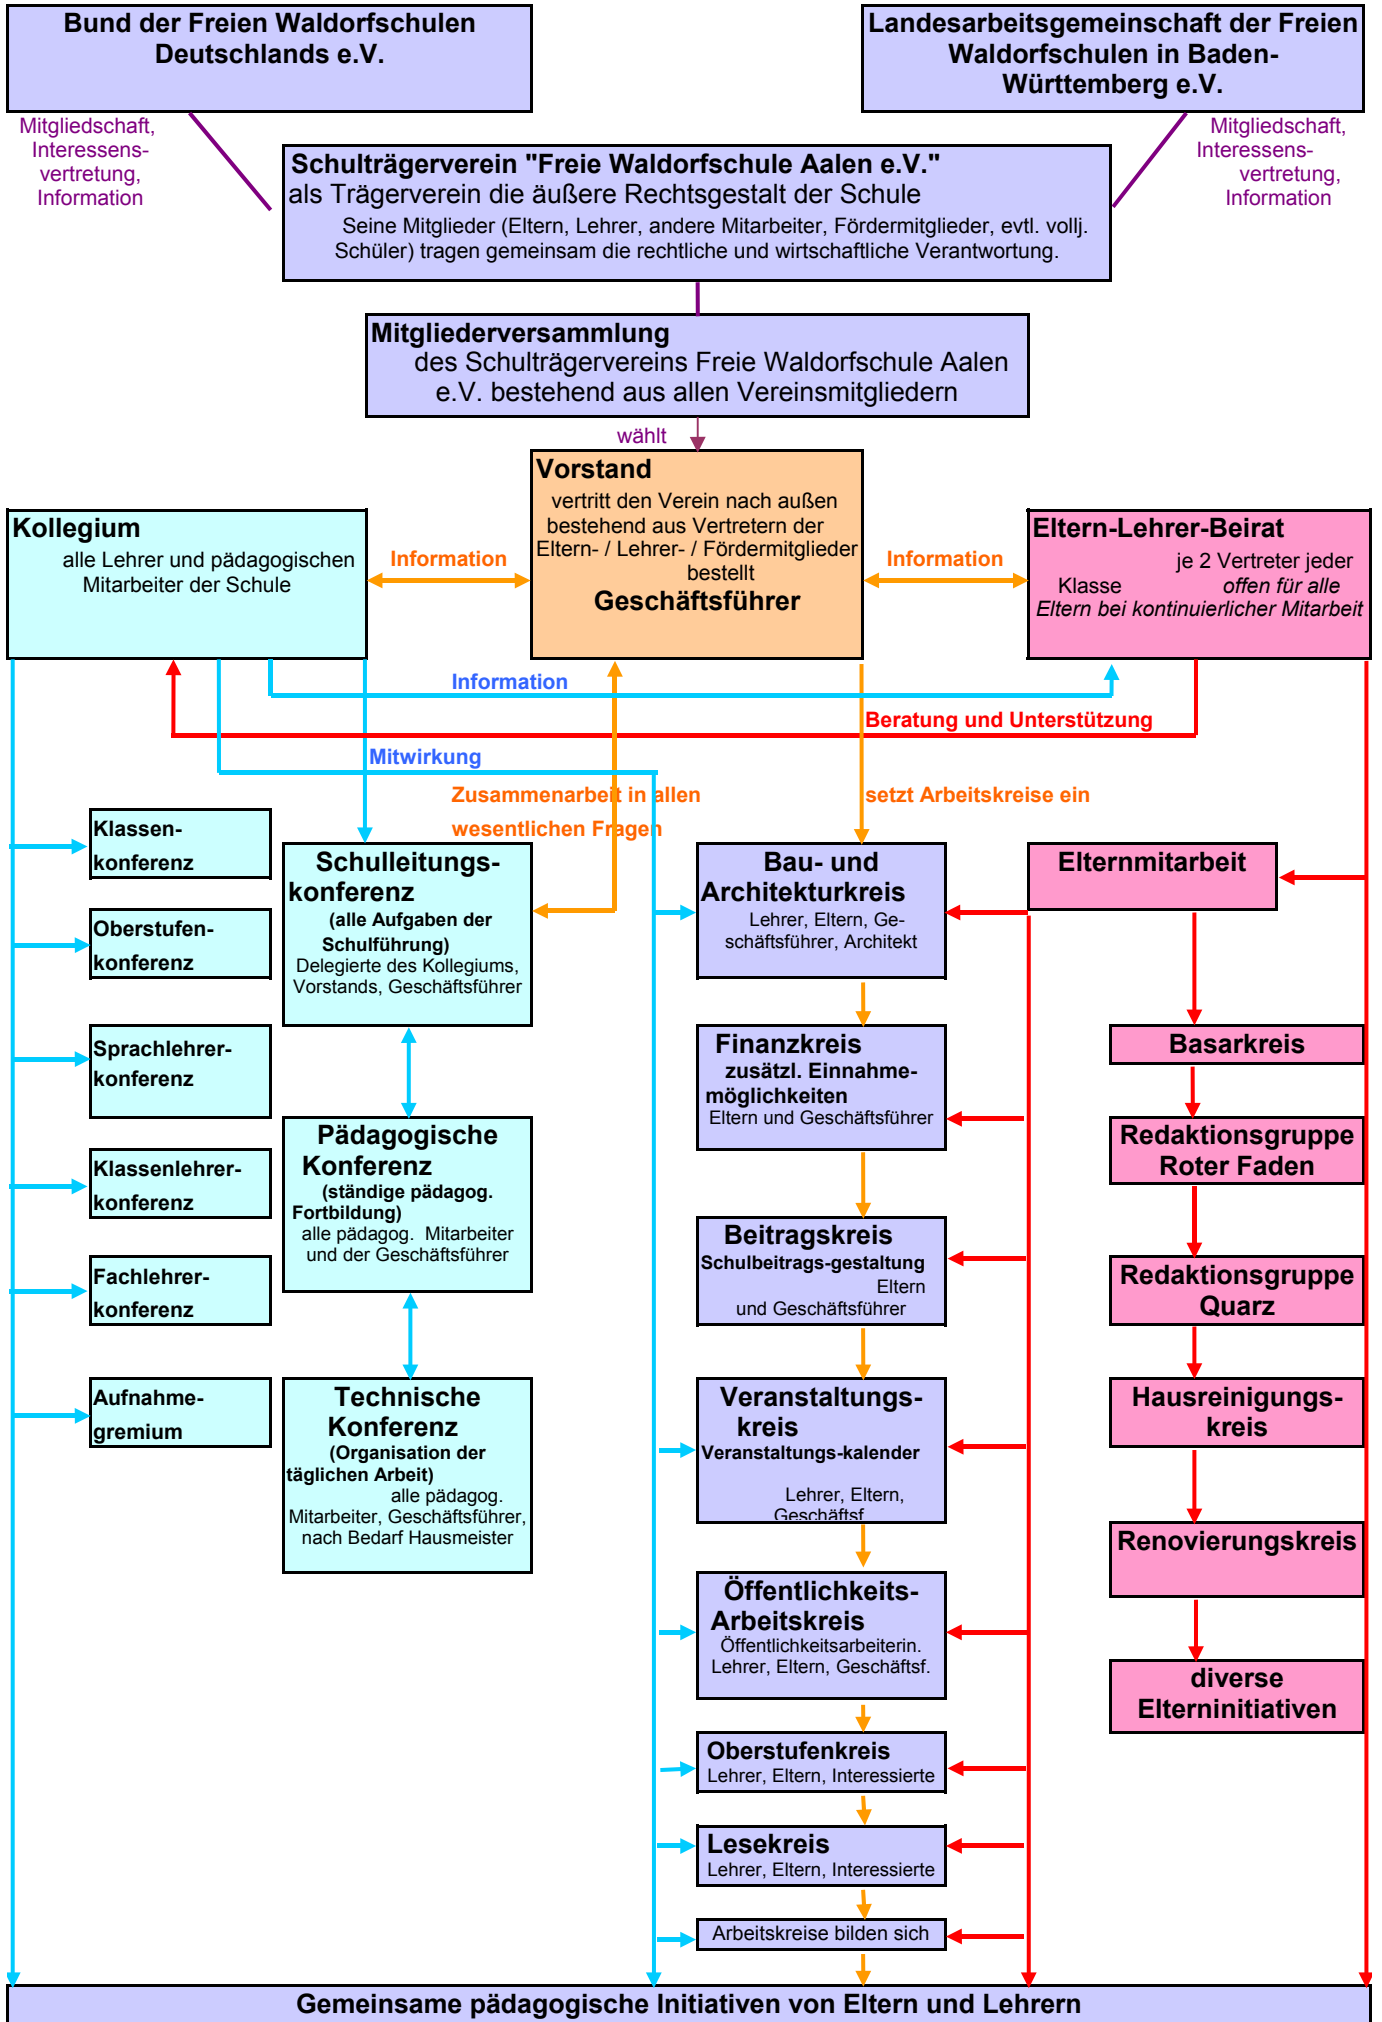 Bund der Freien Waldorfschulen
Deutschlands e.V.
Landesarbeitsgemeinschaft der Freien
Waldorfschulen in Baden-
Württemberg e.V.
Mitgliedschaft,
Interessens-
vertretung,
Information
Mitgliedschaft,
Interessens-
vertretung,
Information
Schulträgerverein "Freie Waldorfschule Aalen e.V."
als Trägerverein die äußere Rechtsgestalt der Schule
Seine Mitglieder (Eltern, Lehrer, andere Mitarbeiter, Fördermitglieder, evtl. vollj.
Schüler) tragen gemeinsam die rechtliche und wirtschaftliche Verantwortung.
Mitgliederversammlung
des Schulträgervereins Freie Waldorfschule Aalen
e.V. bestehend aus allen Vereinsmitgliedern
wählt
Vorstand
vertritt den Verein nach außen
bestehend aus Vertretern der
Eltern- / Lehrer- / Fördermitglieder
bestellt
Geschäftsführer
Kollegium
alle Lehrer und pädagogischen
Mitarbeiter der Schule
Information
Information
Eltern-Lehrer-Beirat
je 2 Vertreter jeder
Klasse offen für alle
Eltern bei kontinuierlicher Mitarbeit
Information
Beratung und Unterstützung
Mitwirkung
Zusammenarbeit in allen
wesentlichen Fragen
setzt Arbeitskreise ein
Klassen-
konferenz
Oberstufen-
konferenz
Sprachlehrer-
konferenz
Klassenlehrer-
konferenz
Fachlehrer-
konferenz
Aufnahme-
gremium
Schulleitungs-
konferenz
(alle Aufgaben der
Schulführung)
Delegierte des Kollegiums,
Vorstands, Geschäftsführer
Pädagogische
Konferenz
(ständige pädagog.
Fortbildung)
alle pädagog. Mitarbeiter
und der Geschäftsführer
Technische
Konferenz
(Organisation der
täglichen Arbeit)
alle pädagog.
Mitarbeiter, Geschäftsführer,
nach Bedarf Hausmeister
Bau- und
Architekturkreis
Lehrer, Eltern, Ge-
schäftsführer, Architekt
Finanzkreis
zusätzl. Einnahme-
möglichkeiten
Eltern und Geschäftsführer
Beitragskreis
Schulbeitrags-gestaltung
Eltern
und Geschäftsführer
Veranstaltungs-
kreis
Veranstaltungs-kalender
Lehrer, Eltern,
Geschäftsf.
Öffentlichkeits-
Arbeitskreis
Öffentlichkeitsarbeiterin.
Lehrer, Eltern, Geschäftsf.
Oberstufenkreis
Lehrer, Eltern, Interessierte
Lesekreis
Lehrer, Eltern, Interessierte
Arbeitskreise bilden sich
Elternmitarbeit
Basarkreis
Redaktionsgruppe
Roter Faden
Redaktionsgruppe
Quarz
Hausreinigungs-
kreis
Renovierungskreis
diverse
Elterninitiativen
Gemeinsame pädagogische Initiativen von Eltern und Lehrern